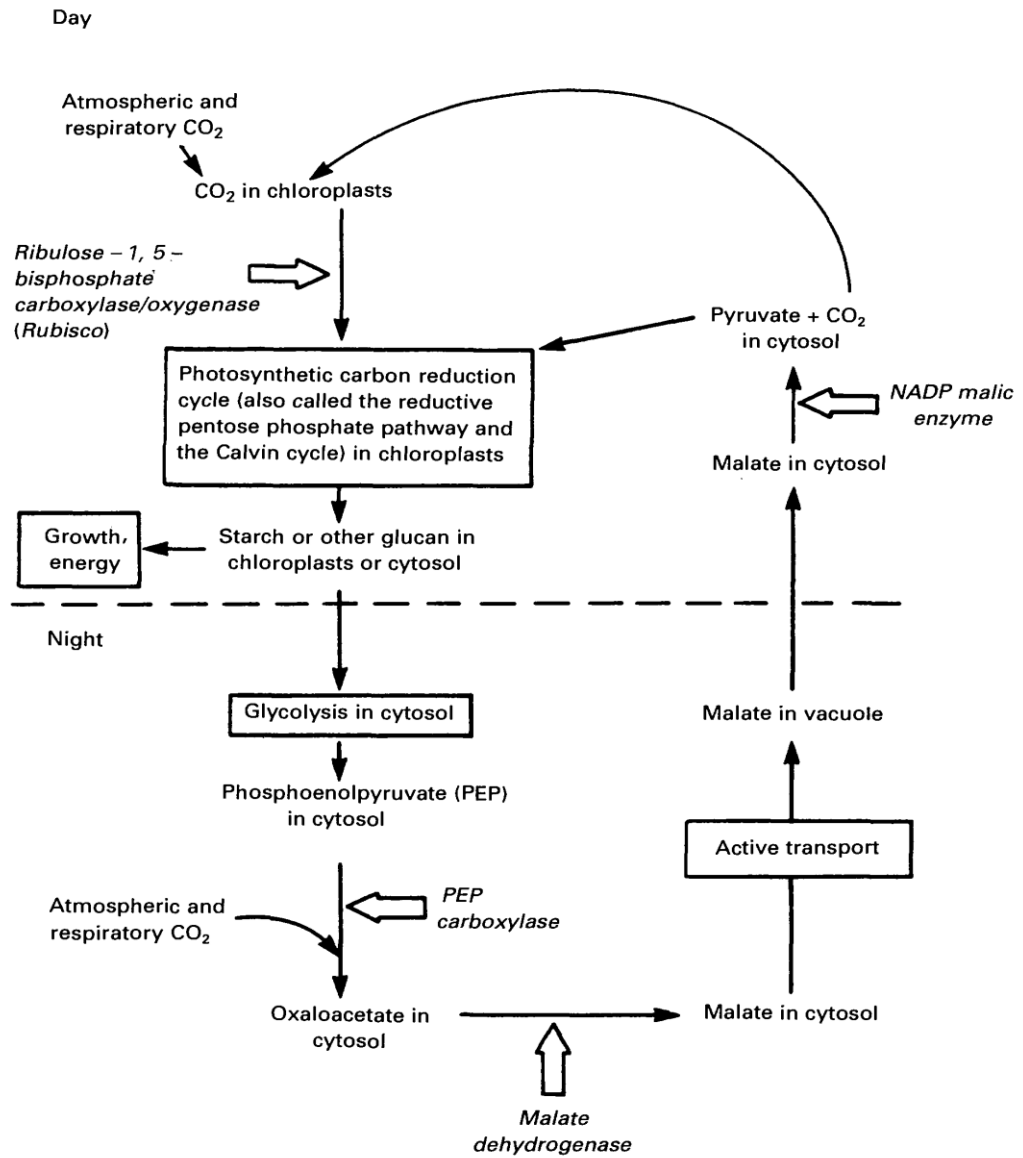 Day
Atmospheric and
respiratory CO₂
CO₂ in chloroplasts
Ribulose – 1, 5 –
bisphosphate
carboxylase/oxygenase
(Rubisco)
Pyruvate + CO₂
in cytosol
Photosynthetic carbon reduction
cycle (also called the reductive
pentose phosphate pathway and
the Calvin cycle) in chloroplasts
NADP malic
enzyme
Malate in cytosol
Growth,
energy
Starch or other glucan in
chloroplasts or cytosol
Night
Glycolysis in cytosol
Malate in vacuole
Phosphoenolpyruvate (PEP)
in cytosol
Active transport
PEP
carboxylase
Atmospheric and
respiratory CO₂
Oxaloacetate in
cytosol
Malate in cytosol
Malate
dehydrogenase